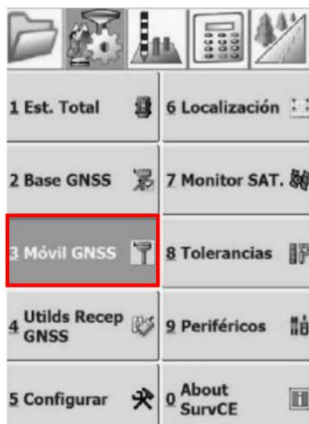 1 Est. Total
6 Localización
2 Base GNSS
7 Monitor SAT.
3 Móvil GNSS
8 Tolerancias
4 Utilds Recep
GNSS
9 Periféricos
5 Configurar
0 About
SurvCE